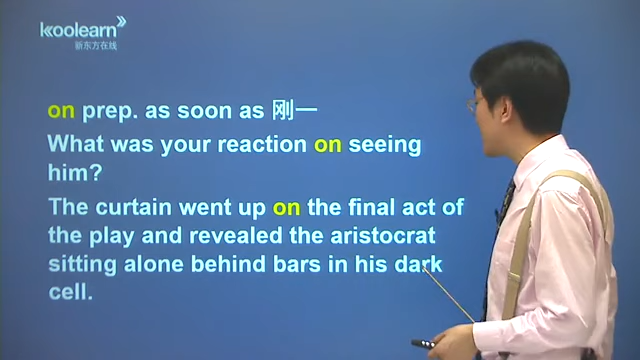 koolearn
新东方在线
on prep. as soon as 刚一
What was your reaction on seeing
him?
The curtain went up on the final act of
the play and revealed the aristocrat
sitting alone behind bars in his dark
cell.